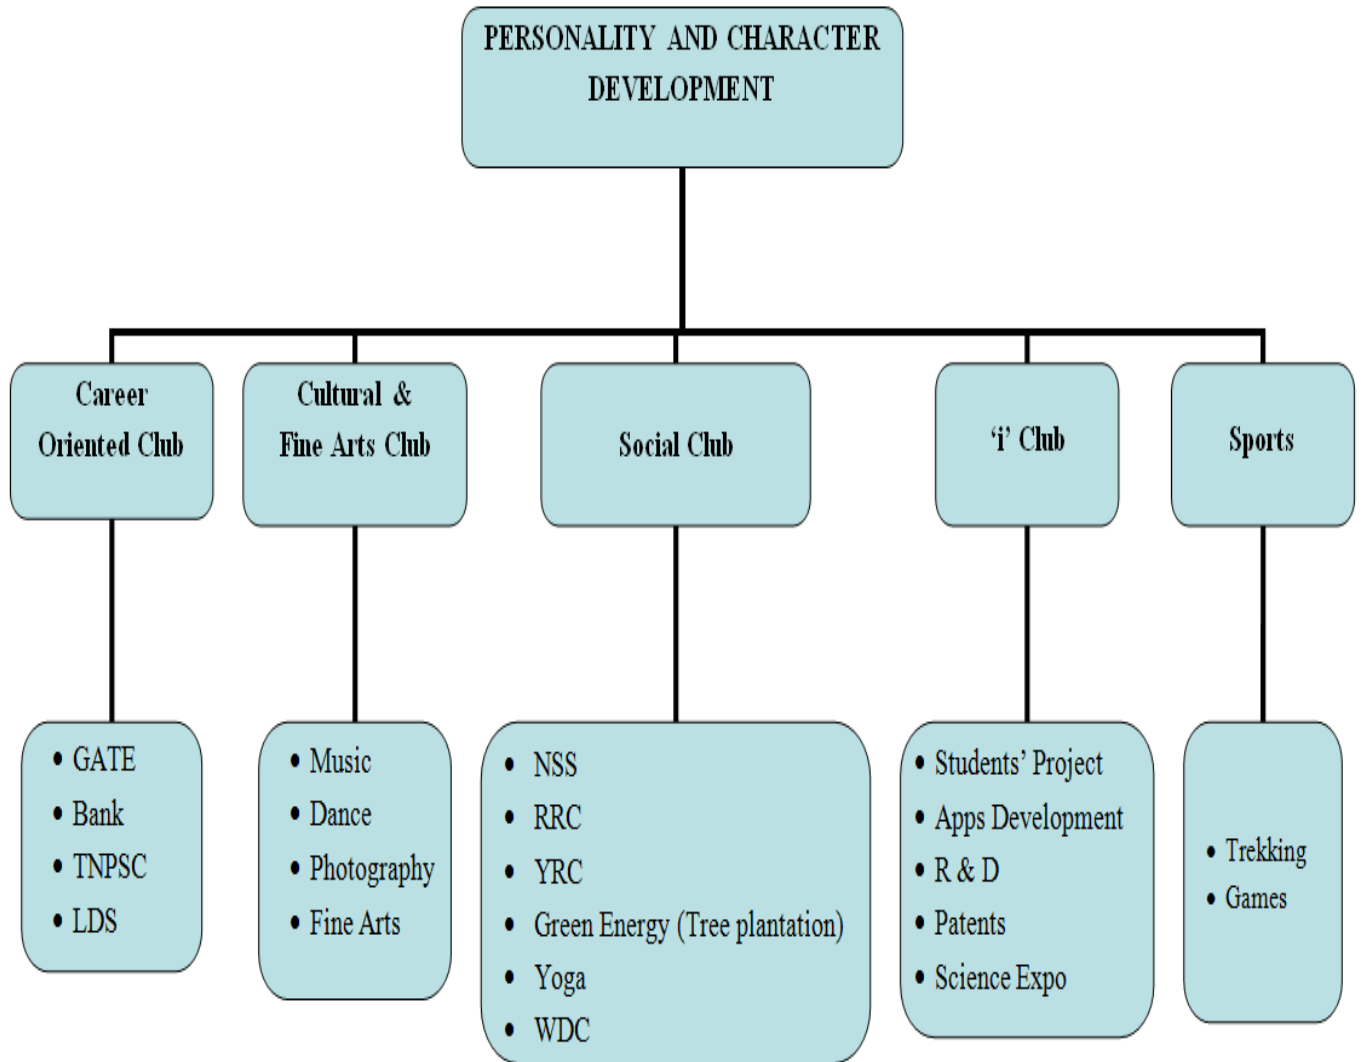 PERSONALITY AND CHARACTER
DEVELOPMENT
Career
Oriented Club
Cultural &
Fine Arts Club
Social Club
‘i’ Club
Sports
• GATE
• Bank
• TNPSC
• LDS
• Music
• Dance
• Photography
• Fine Arts
• NSS
• RRC
• YRC
• Green Energy (Tree plantation)
• Yoga
• WDC
• Students’ Project
• Apps Development
• R & D
• Patents
• Science Expo
• Trekking
• Games